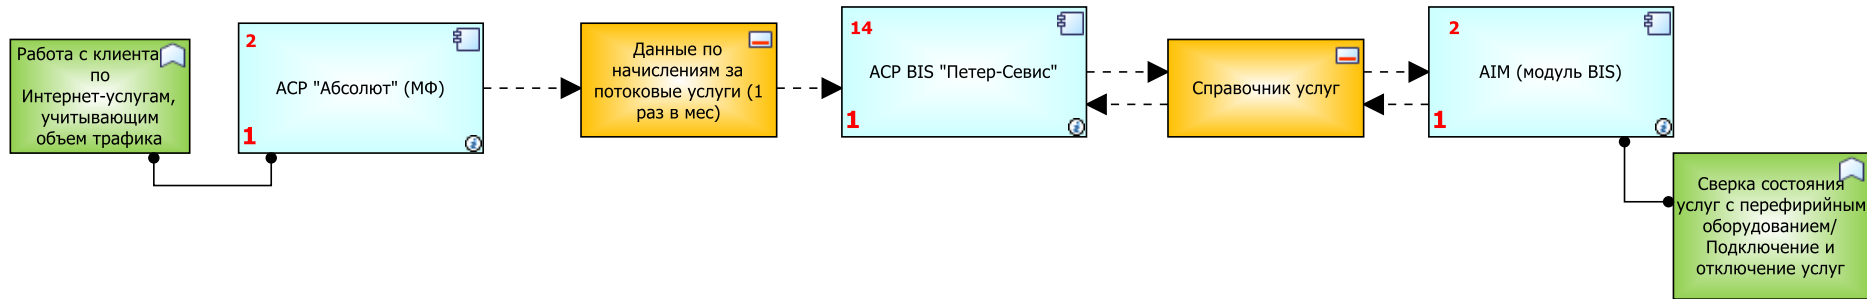 Работа с клиента
по
Интернет-услугам,
учитывающим
объем трафика
2
АСР "Абсолют" (МФ)
1
Данные по
начислениям за
потоковые услуги (1
раз в мес)
14
АСР BIS "Петер-Севис"
1
Справочник услуг
2
AIM (модуль BIS)
1
Сверка состояния
услуг с перефирийным
оборудованием/
Подключение и
отключение услуг